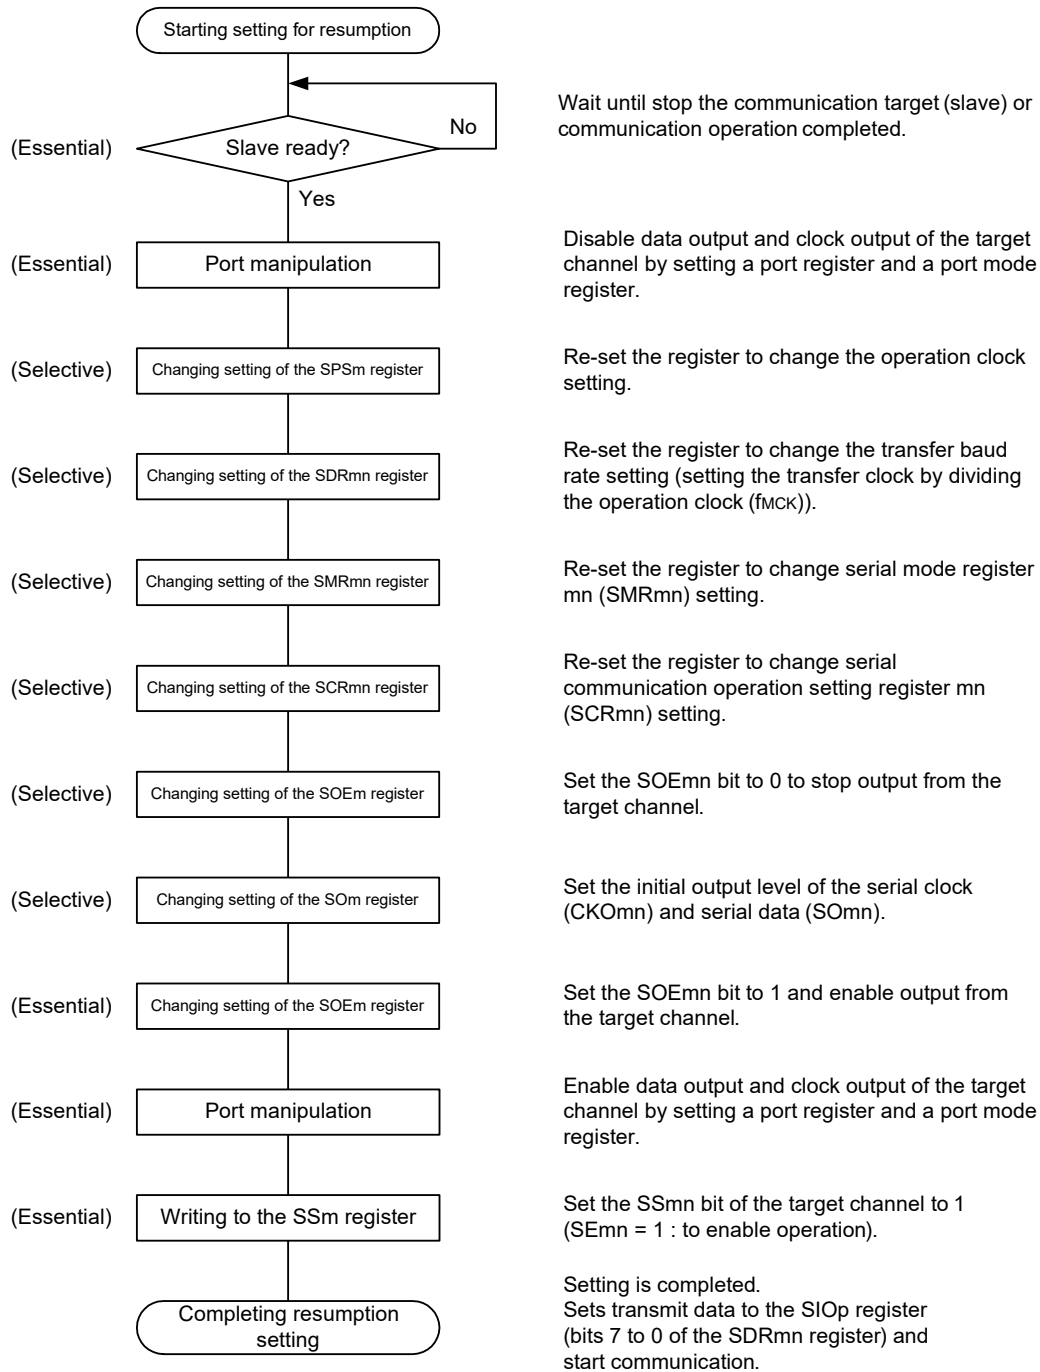 Starting setting for resumption
Wait until stop the communication target (slave) or
communication operation completed.
No
(Essential)
Slave ready?
Yes
Disable data output and clock output of the target
channel by setting a port register and a port mode
register.
(Essential)
Port manipulation
(Selective)
Changing setting of the SPSm register
Re-set the register to change the operation clock
setting.
(Selective)
Changing setting of the SDRmn register
Re-set the register to change the transfer baud
rate setting (setting the transfer clock by dividing
the operation clock (fMCK)).
(Selective)
Changing setting of the SMRmn register
Re-set the register to change serial mode register
mn (SMRmn) setting.
(Selective)
Changing setting of the SCRmn register
Re-set the register to change serial
communication operation setting register mn
(SCRmn) setting.
(Selective)
Changing setting of the SOEm register
Set the SOEmn bit to 0 to stop output from the
target channel.
(Selective)
Changing setting of the SOm register
Set the initial output level of the serial clock
(CKOmn) and serial data (SOmn).
(Essential)
Changing setting of the SOEm register
Set the SOEmn bit to 1 and enable output from
the target channel.
(Essential)
Port manipulation
Enable data output and clock output of the target
channel by setting a port register and a port mode
register.
(Essential)
Writing to the SSm register
Set the SSmn bit of the target channel to 1
(SEmn = 1 : to enable operation).
Completing resumption
setting
Setting is completed.
Sets transmit data to the SIOp register
(bits 7 to 0 of the SDRmn register) and
start communication.